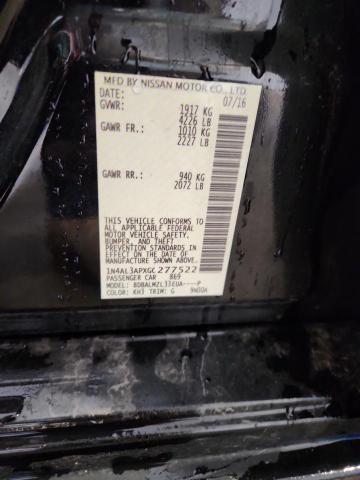 MFD BY NISSAN MOTOR CO., LTD
DATE: 07/16
GVWR: 1917 KG
4226 LB
GAWR FR: 1010 KG
2227 LB
GAWR RR: 940 KG
2072 LB
THIS VEHICLE CONFORMS TO
ALL APPLICABLE FEDERAL
MOTOR VEHICLE SAFETY,
BUMPER, AND THEFT
PREVENTION STANDARDS IN
EFFECT ON THE DATE OF
MANUFACTURE SHOWN ABOVE.
1N4AL3APXGC277522
PASSENGER CAR 869
MODEL: BDBALMZL33EUA----P
COLOR: KH3 TRIM: G 9N00A